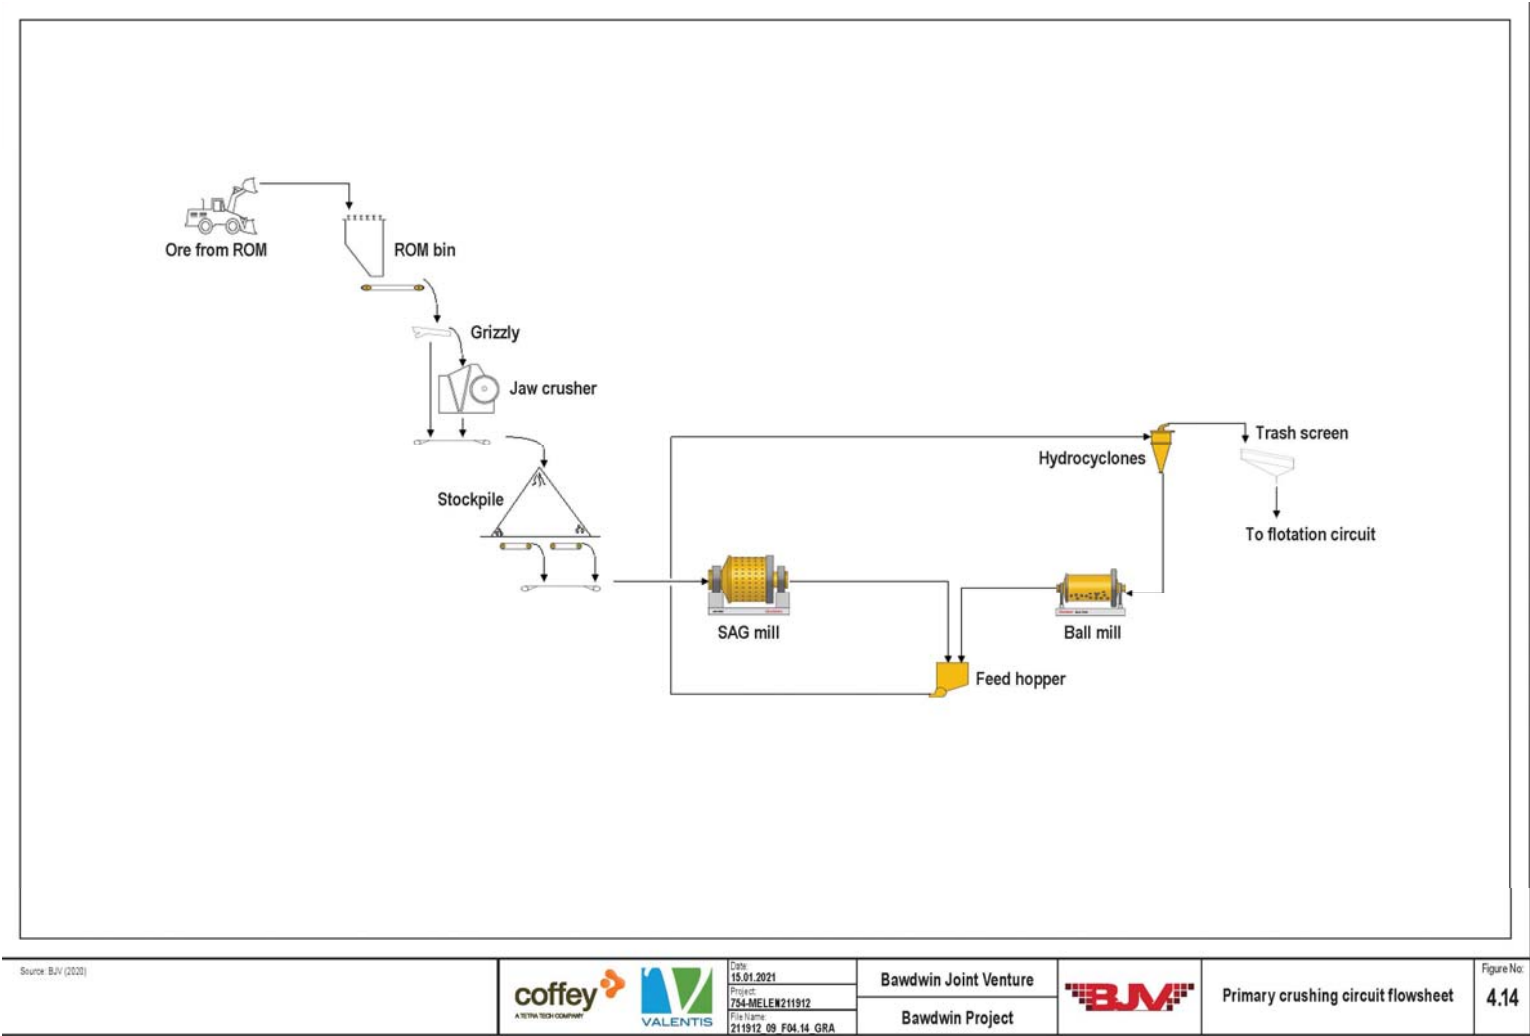 Ore from ROM
ROM bin
Grizzly
Jaw crusher
Stockpile
Hydrocyclones
Trash screen
To flotation circuit
SAG mill
Ball mill
Feed hopper
Source: BJV (2020)
coffey
A TETRA TECH COMPANY
VALENTIS
Date:
15.01.2021
Project:
754-MELEN211912
File Name:
211912_09_F04.14_GRA
Bawdwin Joint Venture
Bawdwin Project
BJV
Primary crushing circuit flowsheet
Figure No:
4.14